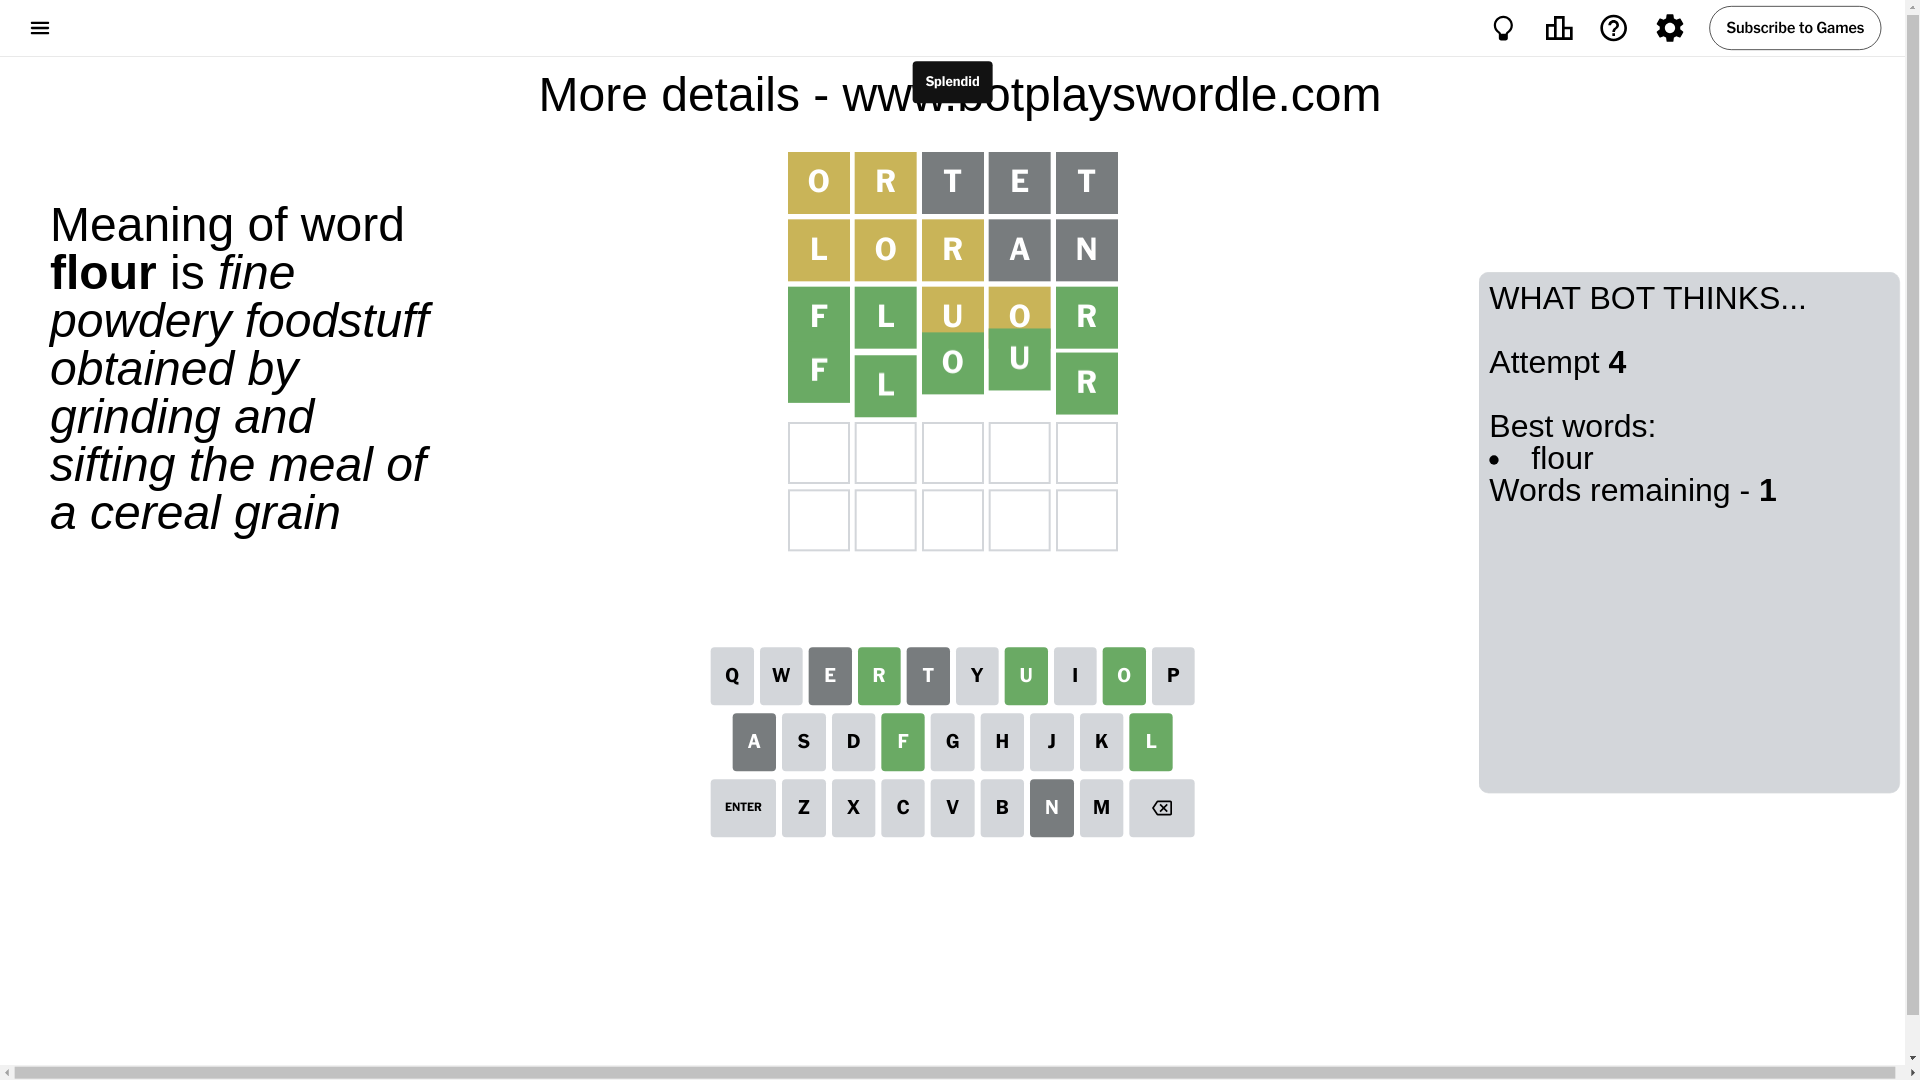 Subscribe to Games
Splendid
More details - www.botplayswordle.com
Meaning of word
flour is fine
powdery foodstuff
obtained by
grinding and
sifting the meal of
a cereal grain
O R T E T
L O R A N
F L U O R
F L O U R
WHAT BOT THINKS...
Attempt 4
Best words:
• flour
Words remaining - 1
Q W E R T Y U I O P
A S D F G H J K L
ENTER Z X C V B N M